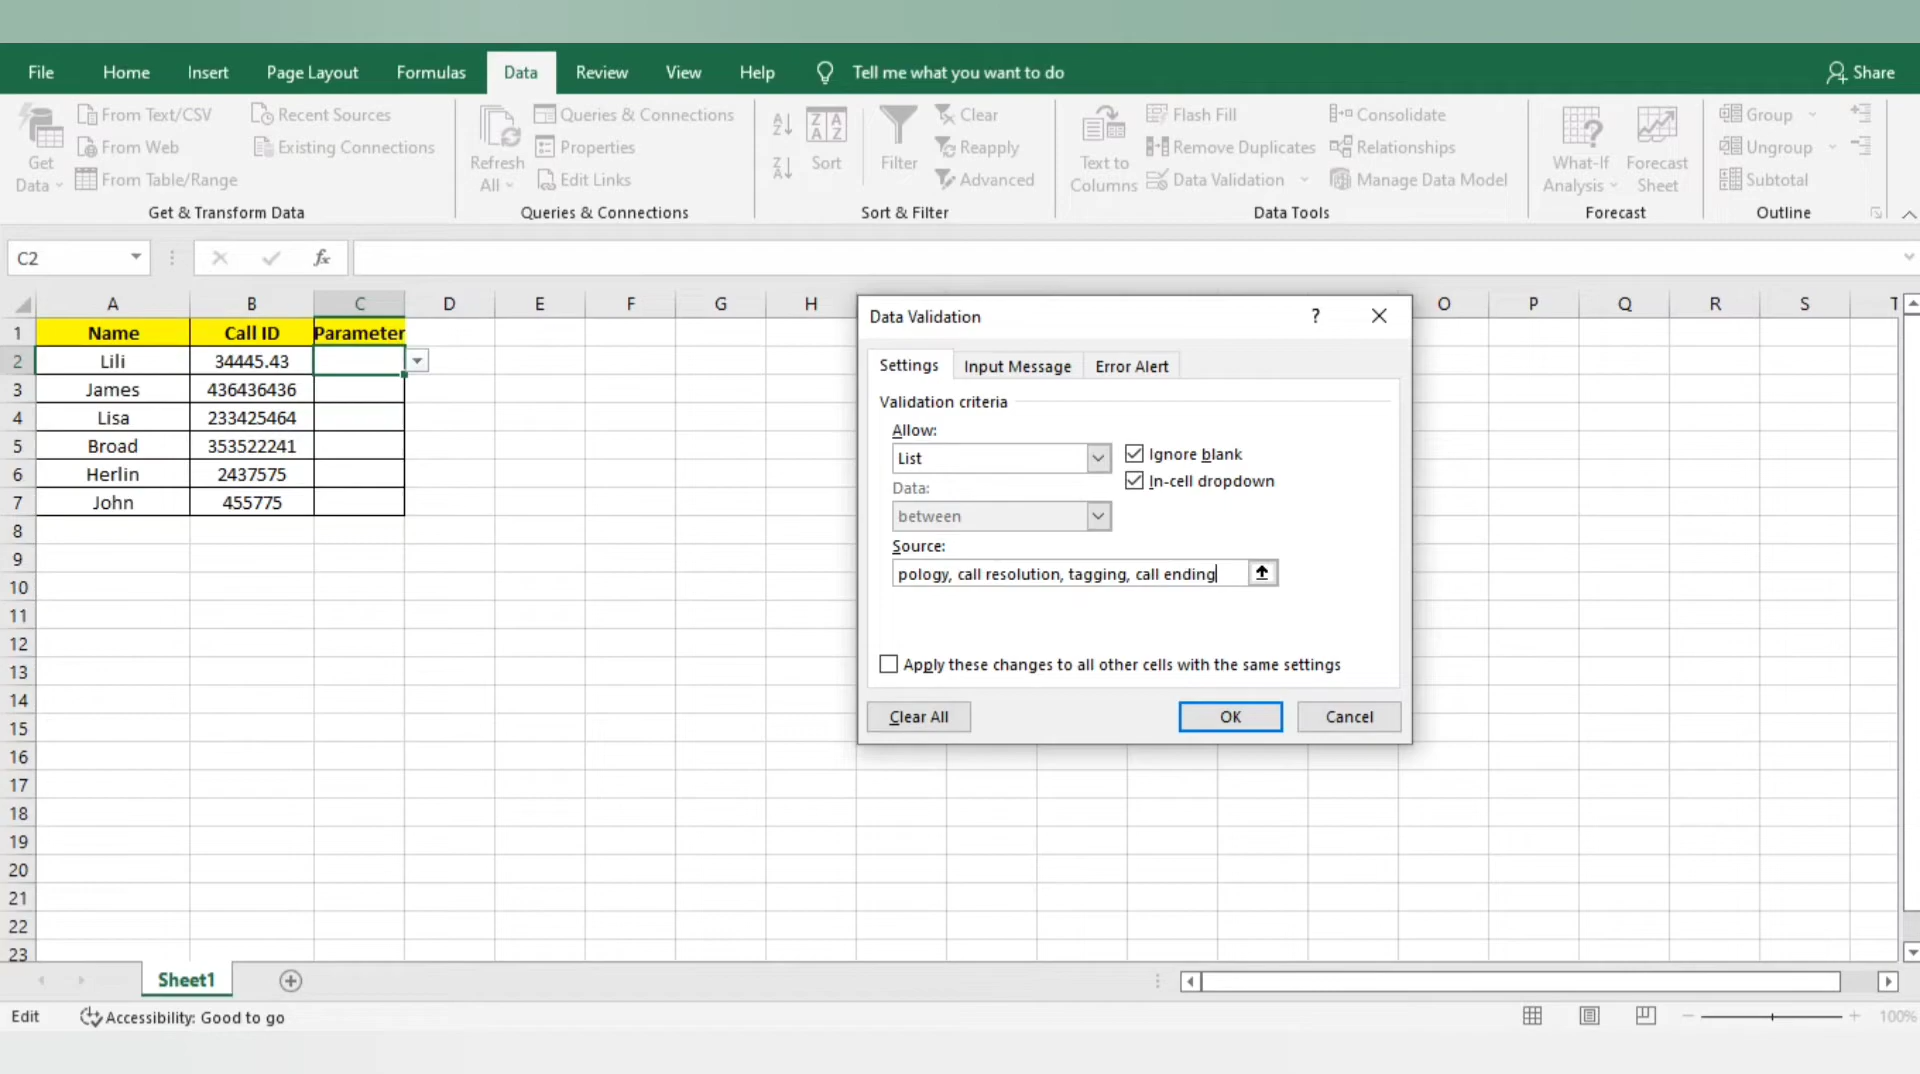 File Home Insert Page Layout Formulas Data Review View Help Tell me what you want to do Share
Get Data From Text/CSV From Web From Table/Range Recent Sources Existing Connections
Get & Transform Data
Refresh All Queries & Connections Properties Edit Links
Queries & Connections
Sort Filter Clear Reapply Advanced
Sort & Filter
Text to Columns Flash Fill Remove Duplicates Data Validation Consolidate Relationships Manage Data Model
Data Tools
What-If Analysis Forecast Sheet
Forecast
Group Ungroup Subtotal
Outline
C2 fx
A B C D E F G H O P Q R S T
1 Name Call ID Parameter
2 Lili 34445.43
3 James 436436436
4 Lisa 233425464
5 Broad 353522241
6 Herlin 2437575
7 John 455775
8
9
10
11
12
13
14
15
16
17
18
19
20
21
22
23
Data Validation ?
Settings Input Message Error Alert
Validation criteria
Allow:
List Ignore blank
Data: In-cell dropdown
between
Source:
pology, call resolution, tagging, call ending
Apply these changes to all other cells with the same settings
Clear All OK Cancel
Sheet1
Edit Accessibility: Good to go 100%